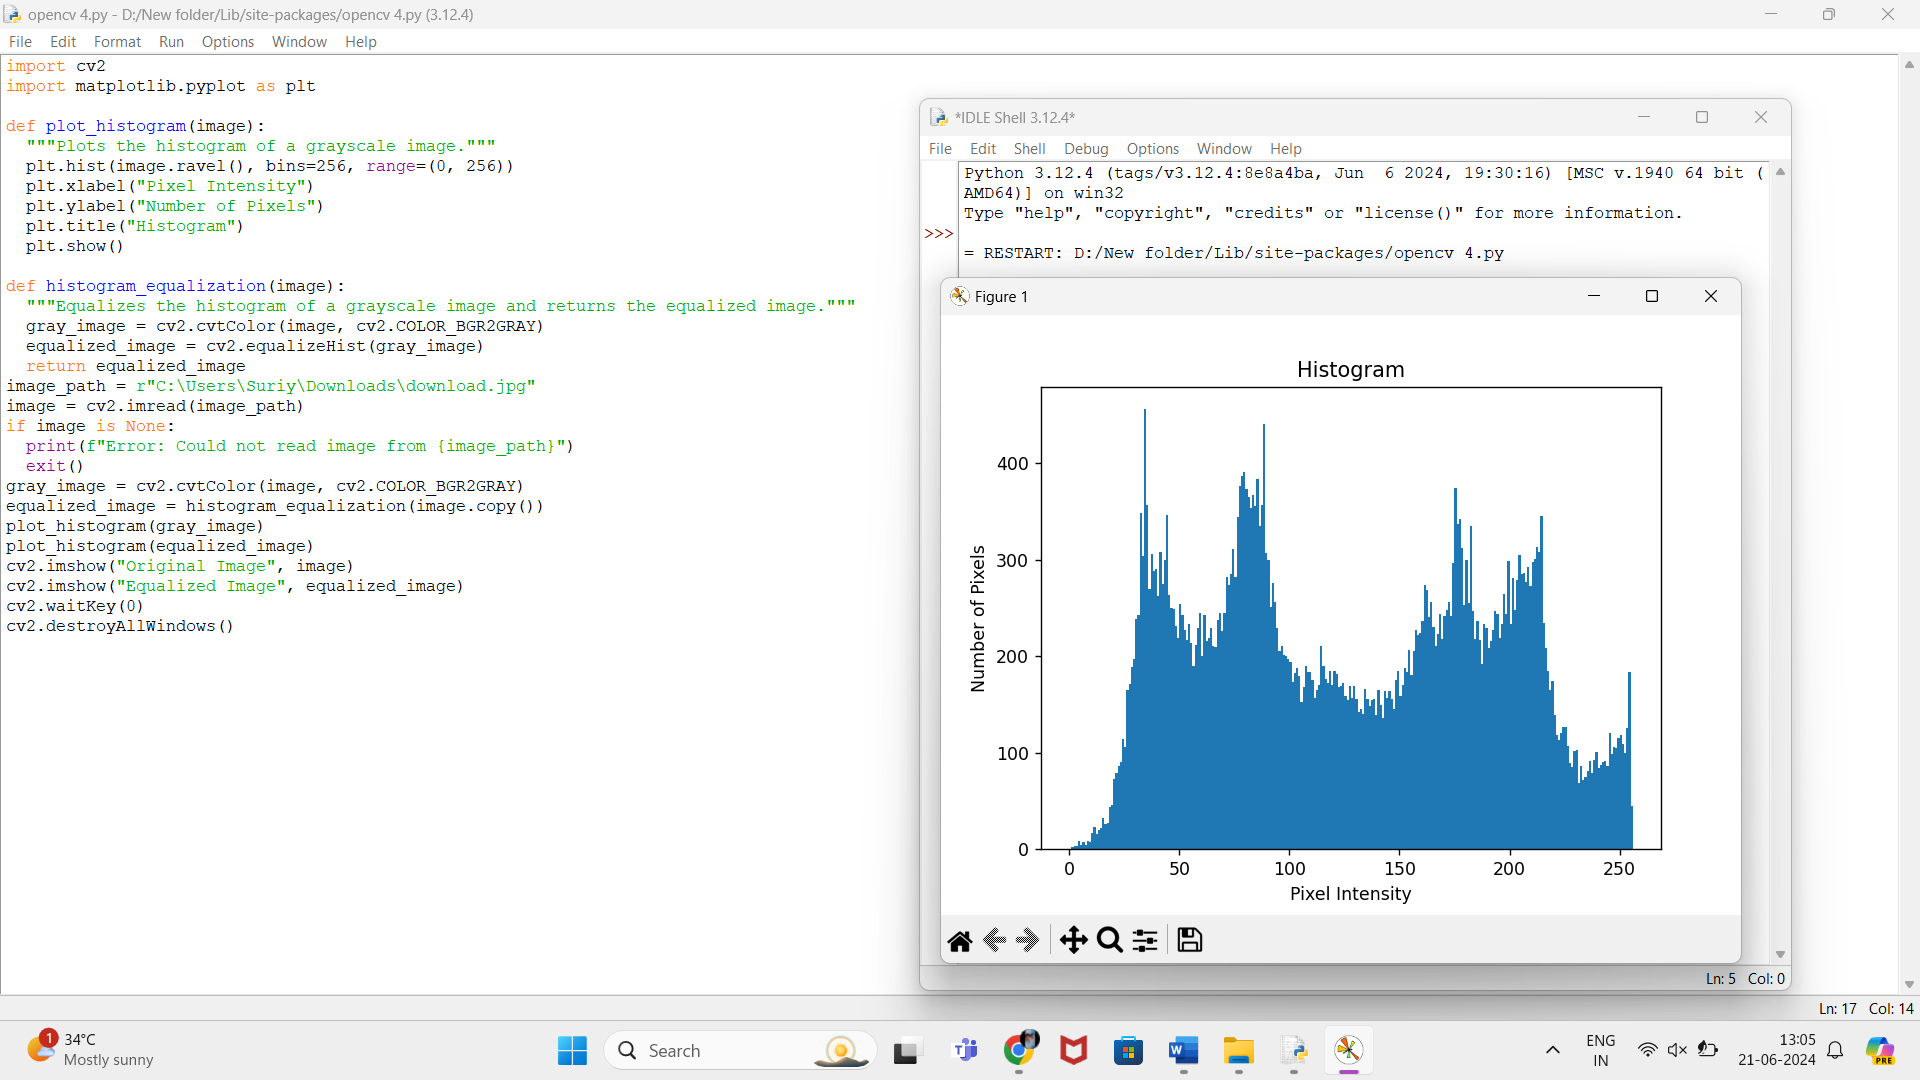 opencv 4.py - D:/New folder/Lib/site-packages/opencv 4.py (3.12.4)
File Edit Format Run Options Window Help
import cv2
import matplotlib.pyplot as plt
def plot_histogram(image):
"""Plots the histogram of a grayscale image."""
plt.hist(image.ravel(), bins=256, range=(0, 256))
plt.xlabel("Pixel Intensity")
plt.ylabel("Number of Pixels")
plt.title("Histogram")
plt.show()
def histogram_equalization(image):
"""Equalizes the histogram of a grayscale image and returns the equalized image."""
gray_image = cv2.cvtColor(image, cv2.COLOR_BGR2GRAY)
equalized_image = cv2.equalizeHist(gray_image)
return equalized_image
image_path = r"C:\Users\Suriy\Downloads\download.jpg"
image = cv2.imread(image_path)
if image is None:
print(f"Error: Could not read image from {image_path}")
exit()
gray_image = cv2.cvtColor(image, cv2.COLOR_BGR2GRAY)
equalized_image = histogram_equalization(image.copy())
plot_histogram(gray_image)
plot_histogram(equalized_image)
cv2.imshow("Original Image", image)
cv2.imshow("Equalized Image", equalized_image)
cv2.waitKey(0)
cv2.destroyAllWindows()
*IDLE Shell 3.12.4*
File Edit Shell Debug Options Window Help
Python 3.12.4 (tags/v3.12.4:8e8a4ba, Jun  6 2024, 19:30:16) [MSC v.1940 64 bit (
AMD64)] on win32
Type "help", "copyright", "credits" or "license()" for more information.
>>>
= RESTART: D:/New folder/Lib/site-packages/opencv 4.py
Figure 1
Histogram
400
300
200
100
0
Number of Pixels
0 50 100 150 200 250
Pixel Intensity
Ln: 5 Col: 0
Ln: 17 Col: 14
1
34°C
Mostly sunny
Search
ENG
IN
13:05
21-06-2024
PRE